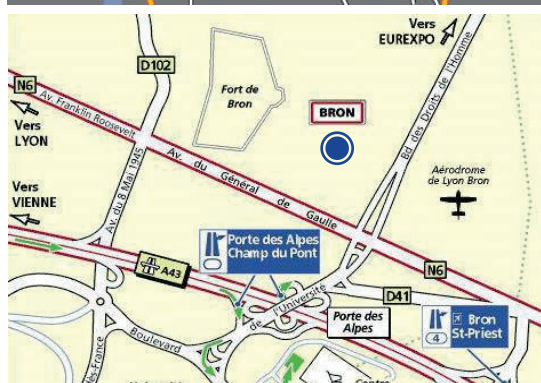 Vers
EUREXPO
D102
N6
Av. Franklin Roosevelt
Vers
LYON
Fort de
Bron
BRON
Bd des Droits de l'Homme
Aérodrome
de Lyon Bron
Av. du Général de Gaulle
Av. du 8 Mai 1945
Vers
VIENNE
Porte des Alpes
Champ du Pont
A43
N6
D41
Boulevard de l'Université
Porte des
Alpes
Bron
St-Priest
4
Centre